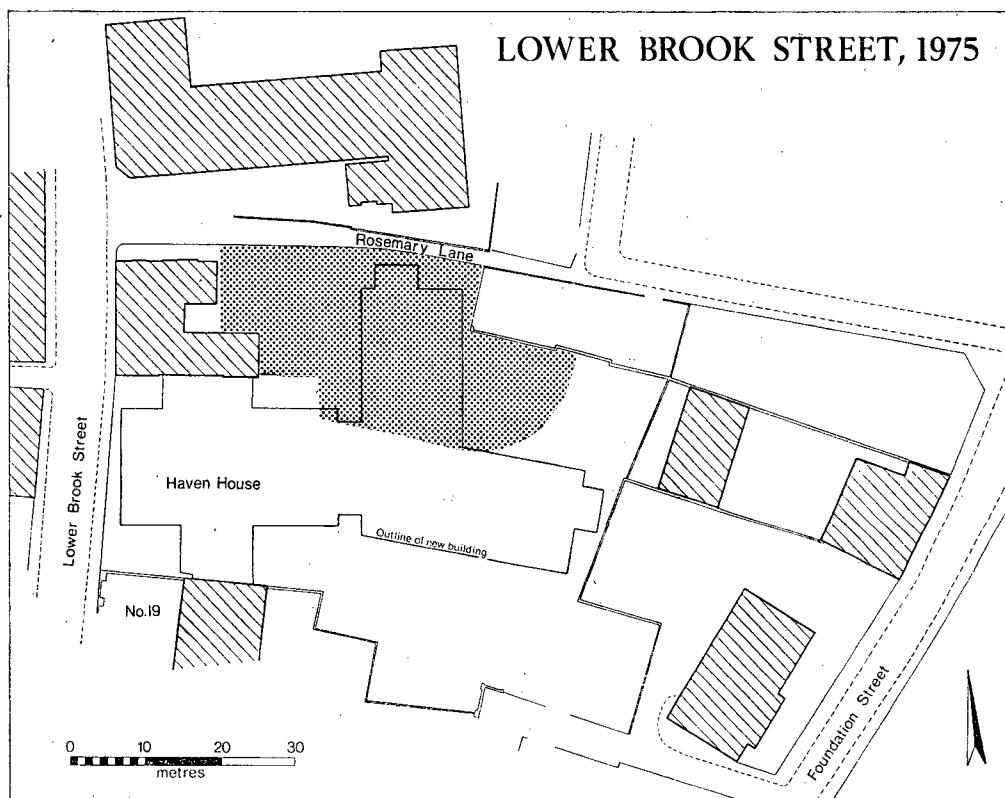 LOWER BROOK STREET, 1975
Rosemary Lane
Lower Brook Street
Haven House
Outline of new building
No.19
Foundation Street
0 10 20 30
metres